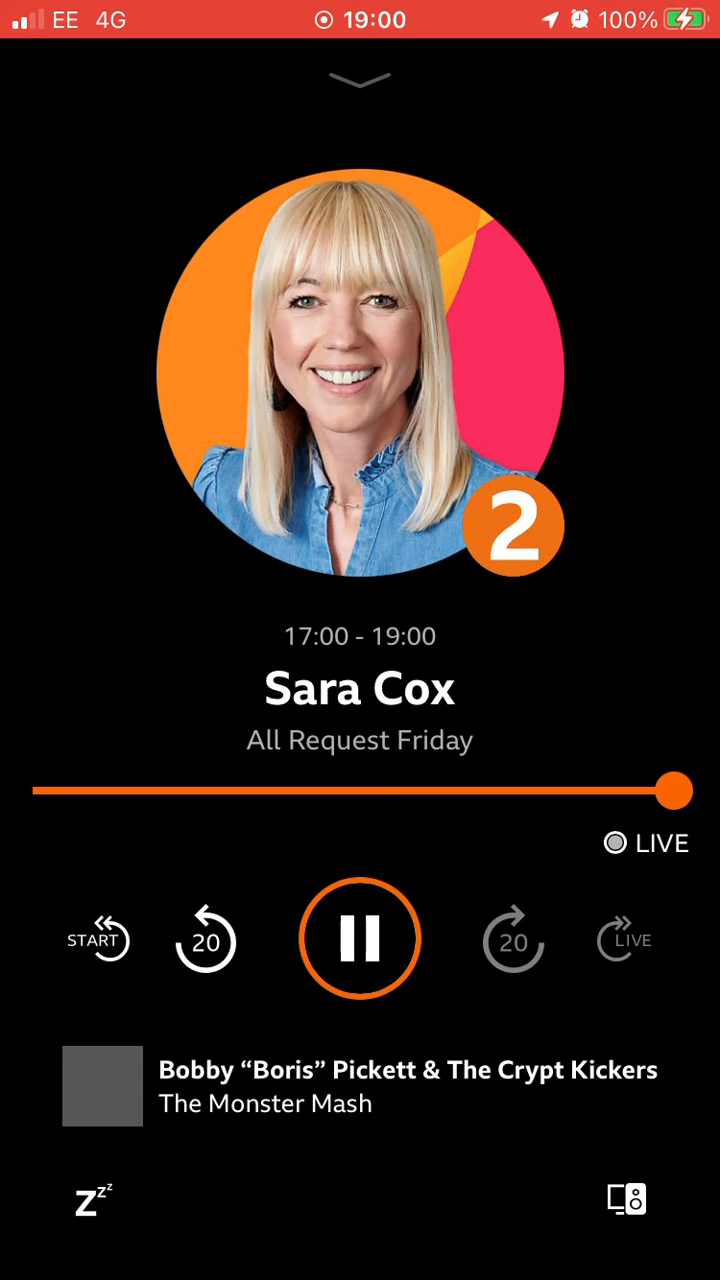 EE 4G 19:00 100%
2
17:00 - 19:00
Sara Cox
All Request Friday
LIVE
START 20 20 LIVE
Bobby “Boris” Pickett & The Crypt Kickers
The Monster Mash
Zzz